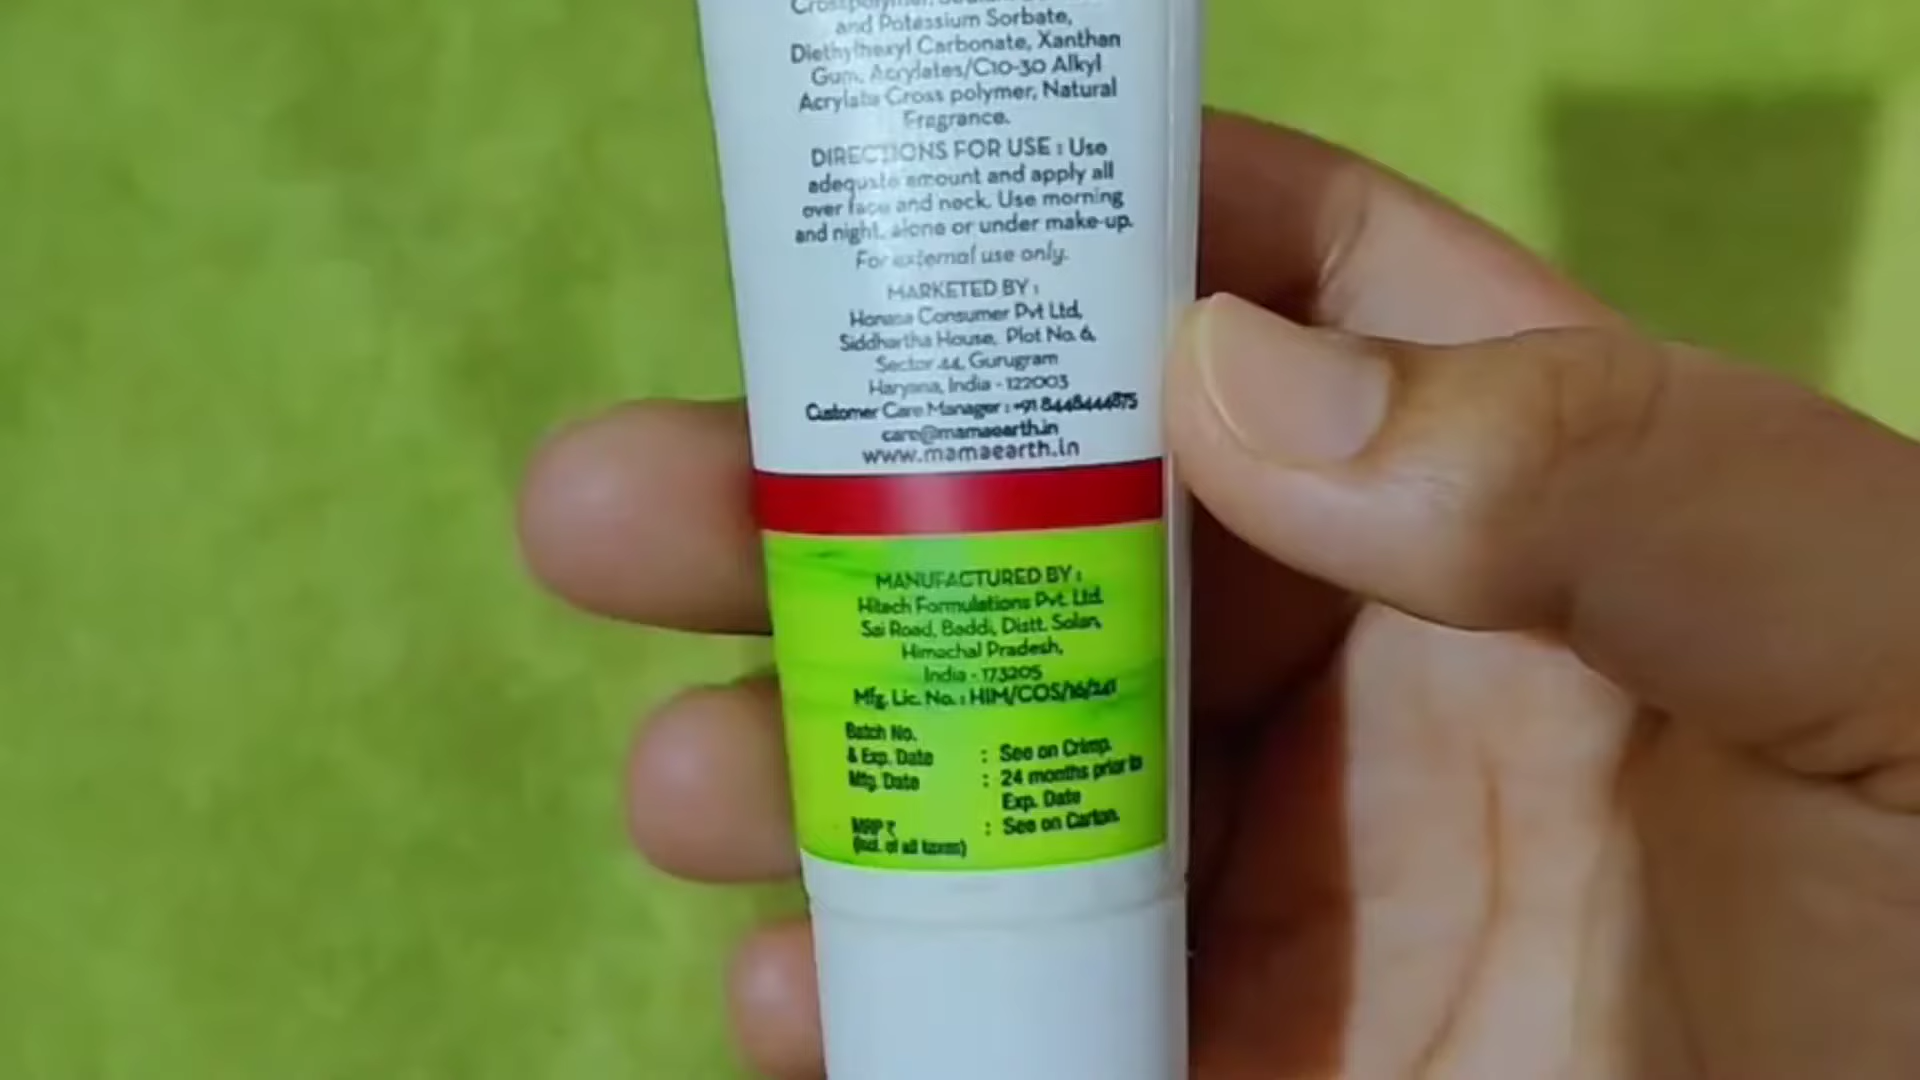 and Potassium Sorbate,
Diethylhexyl Carbonate, Xanthan
Gum, Acrylates/C10-30 Alkyl
Acrylate Cross polymer, Natural
Fragrance.
DIRECTIONS FOR USE : Use
adequate amount and apply all
over face and neck. Use morning
and night, alone or under make-up.
For external use only.
MARKETED BY :
Honasa Consumer Pvt Ltd,
Siddhartha House, Plot No. 6,
Sector 44, Gurugram
Haryana, India - 122003
Customer Care Manager : +91 8448444875
care@mamaearth.in
www.mamaearth.in
MANUFACTURED BY :
Hitech Formulations Pvt. Ltd.
Sai Road, Baddi, Distt. Solan,
Himachal Pradesh,
India - 173205
Mfg. Lic. No. : HIM/COS/16/241
Batch No.
& Exp. Date : See on Crimp.
Mfg. Date : 24 months prior to
Exp. Date
MRP ₹ : See on Carton.
(Incl. of all taxes)